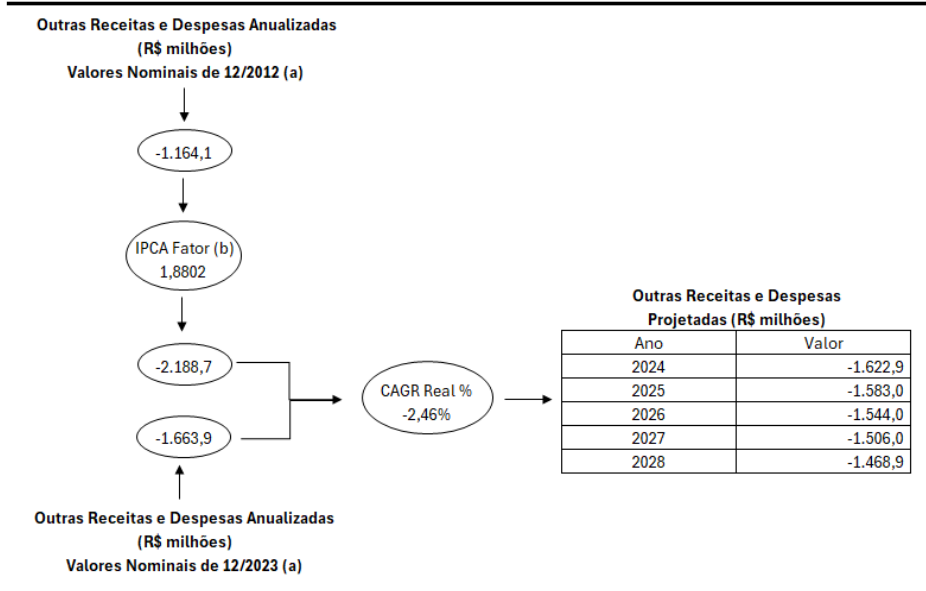 Outras Receitas e Despesas Anualizadas
(R$ milhões)
Valores Nominais de 12/2012 (a)
-1.164,1
IPCA Fator (b)
1,8802
-2.188,7
-1.663,9
Outras Receitas e Despesas Anualizadas
(R$ milhões)
Valores Nominais de 12/2023 (a)
CAGR Real %
-2,46%
Outras Receitas e Despesas
Projetadas (R$ milhões)
Ano Valor
2024 -1.622,9
2025 -1.583,0
2026 -1.544,0
2027 -1.506,0
2028 -1.468,9